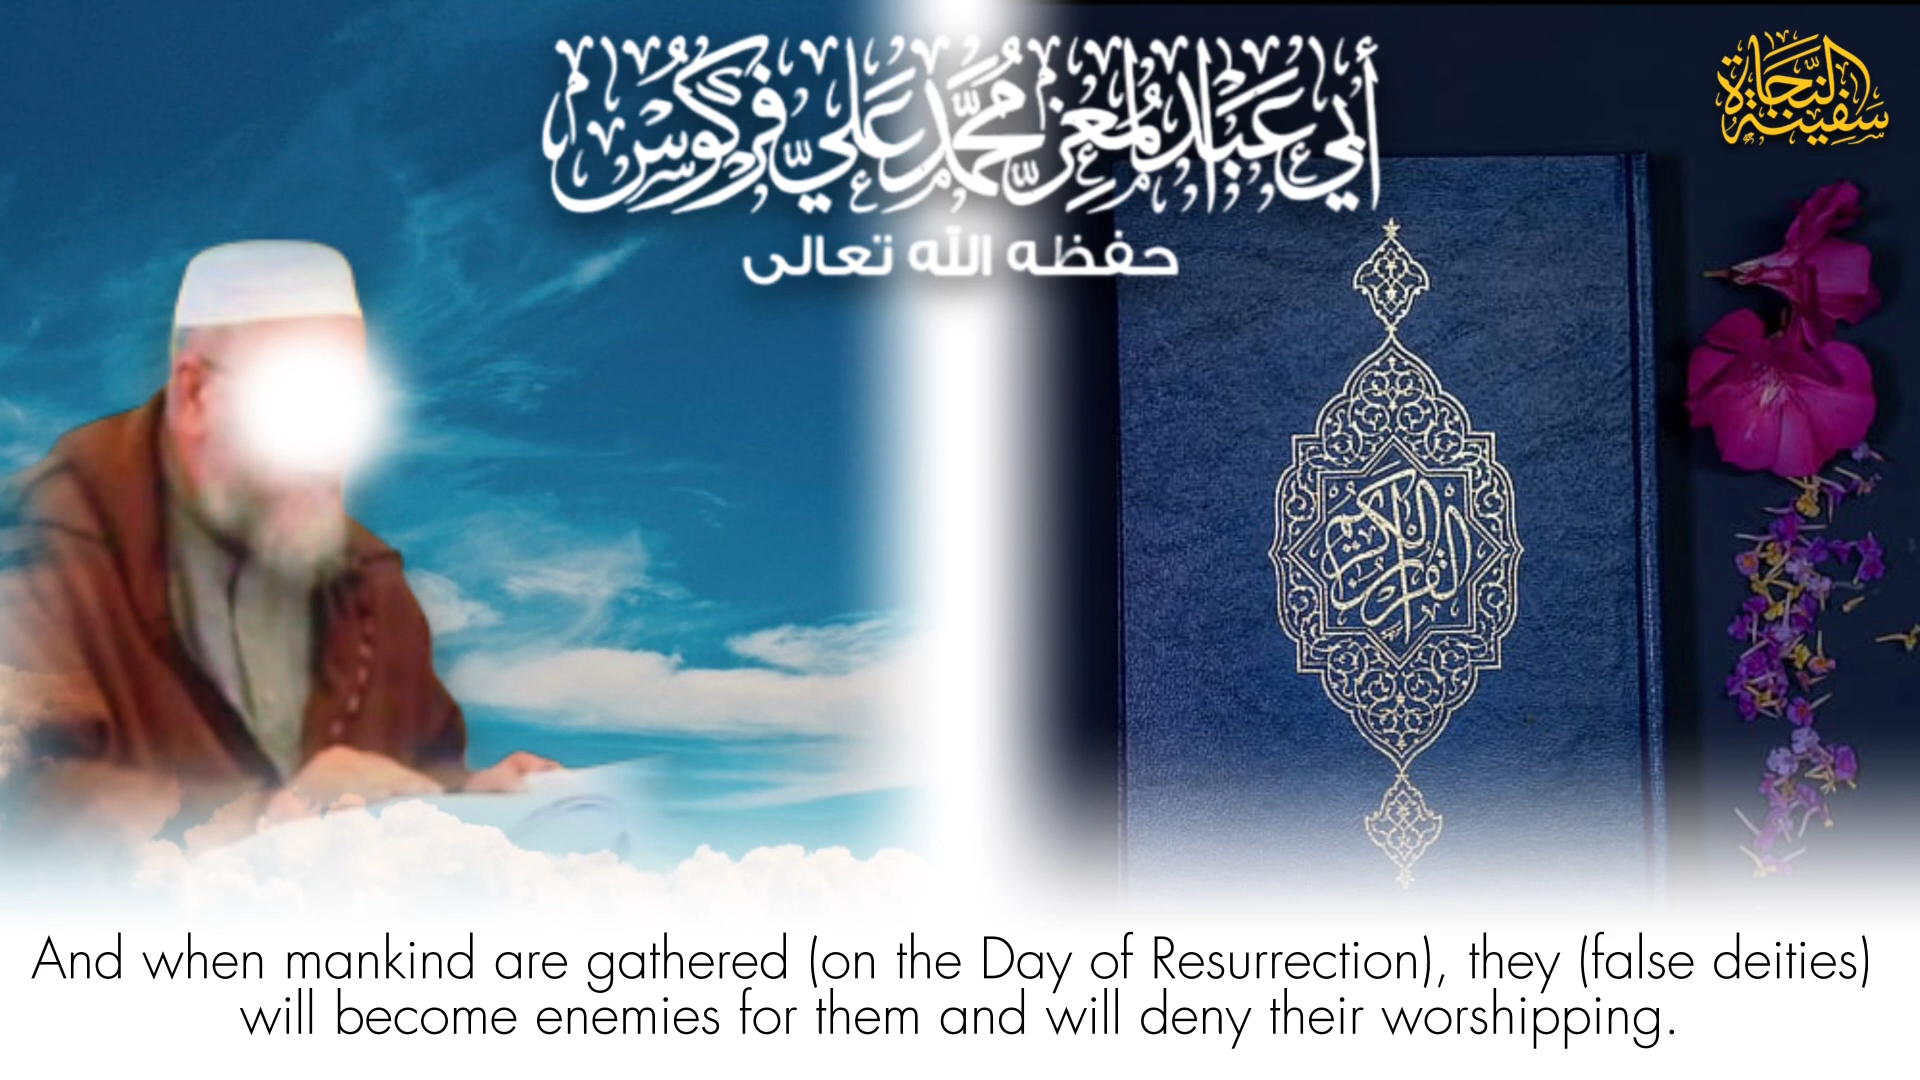 أبي عبد المعز محمد علي فركوس
حفظه الله تعالى
سفينة النجاة
القرآن الكريم
And when mankind are gathered (on the Day of Resurrection), they (false deities)
will become enemies for them and will deny their worshipping.